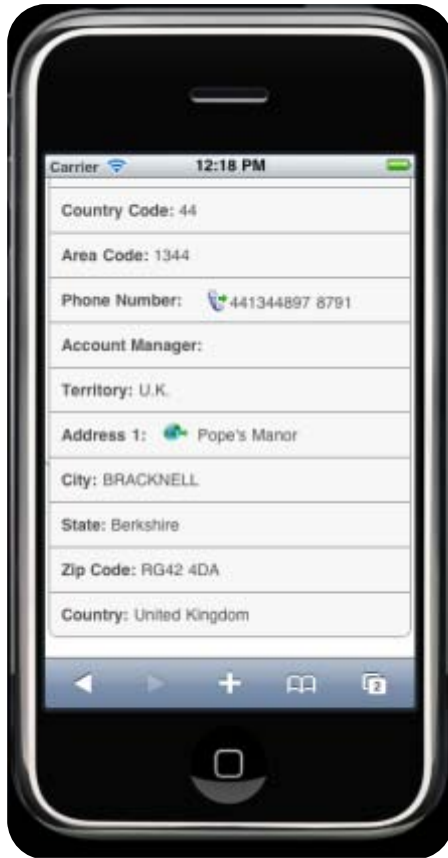 Carrier 12:18 PM
Country Code: 44
Area Code: 1344
Phone Number: 441344897 8791
Account Manager:
Territory: U.K.
Address 1: Pope's Manor
City: BRACKNELL
State: Berkshire
Zip Code: RG42 4DA
Country: United Kingdom
2